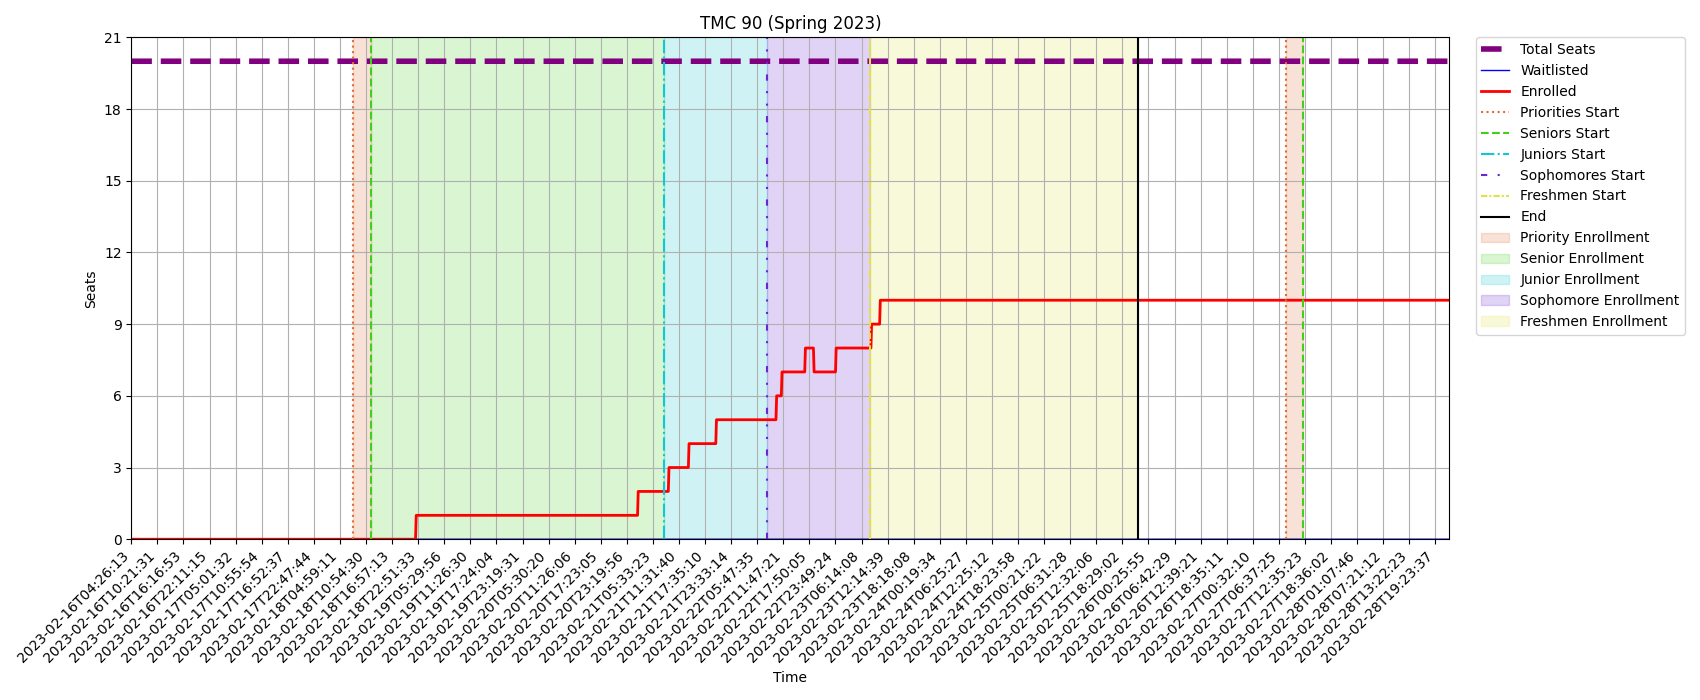 TMC 90 (Spring 2023)
21
18
15
12
9
6
3
0
Seats
2023-02-16T04:26:13
2023-02-16T10:21:31
2023-02-16T16:16:53
2023-02-16T22:11:15
2023-02-17T05:01:32
2023-02-17T10:55:54
2023-02-17T16:52:37
2023-02-17T22:47:44
2023-02-18T04:59:11
2023-02-18T10:54:30
2023-02-18T16:57:13
2023-02-18T22:51:33
2023-02-19T05:29:56
2023-02-19T11:26:30
2023-02-19T17:24:04
2023-02-19T23:19:31
2023-02-20T05:30:20
2023-02-20T11:26:06
2023-02-20T17:23:05
2023-02-20T23:19:56
2023-02-21T05:33:23
2023-02-21T11:31:40
2023-02-21T17:35:10
2023-02-21T23:33:14
2023-02-22T05:47:35
2023-02-22T11:47:21
2023-02-22T17:50:05
2023-02-22T23:49:24
2023-02-23T06:14:08
2023-02-23T12:14:39
2023-02-23T18:18:08
2023-02-24T00:19:34
2023-02-24T06:25:27
2023-02-24T12:25:12
2023-02-24T18:23:58
2023-02-25T00:21:22
2023-02-25T06:31:28
2023-02-25T12:32:06
2023-02-25T18:29:02
2023-02-26T00:25:55
2023-02-26T06:42:29
2023-02-26T12:39:21
2023-02-26T18:35:11
2023-02-27T00:32:10
2023-02-27T06:37:25
2023-02-27T12:35:23
2023-02-27T18:36:02
2023-02-28T01:07:46
2023-02-28T07:21:12
2023-02-28T13:22:23
2023-02-28T19:23:37
Time
Total Seats
Waitlisted
Enrolled
Priorities Start
Seniors Start
Juniors Start
Sophomores Start
Freshmen Start
End
Priority Enrollment
Senior Enrollment
Junior Enrollment
Sophomore Enrollment
Freshmen Enrollment